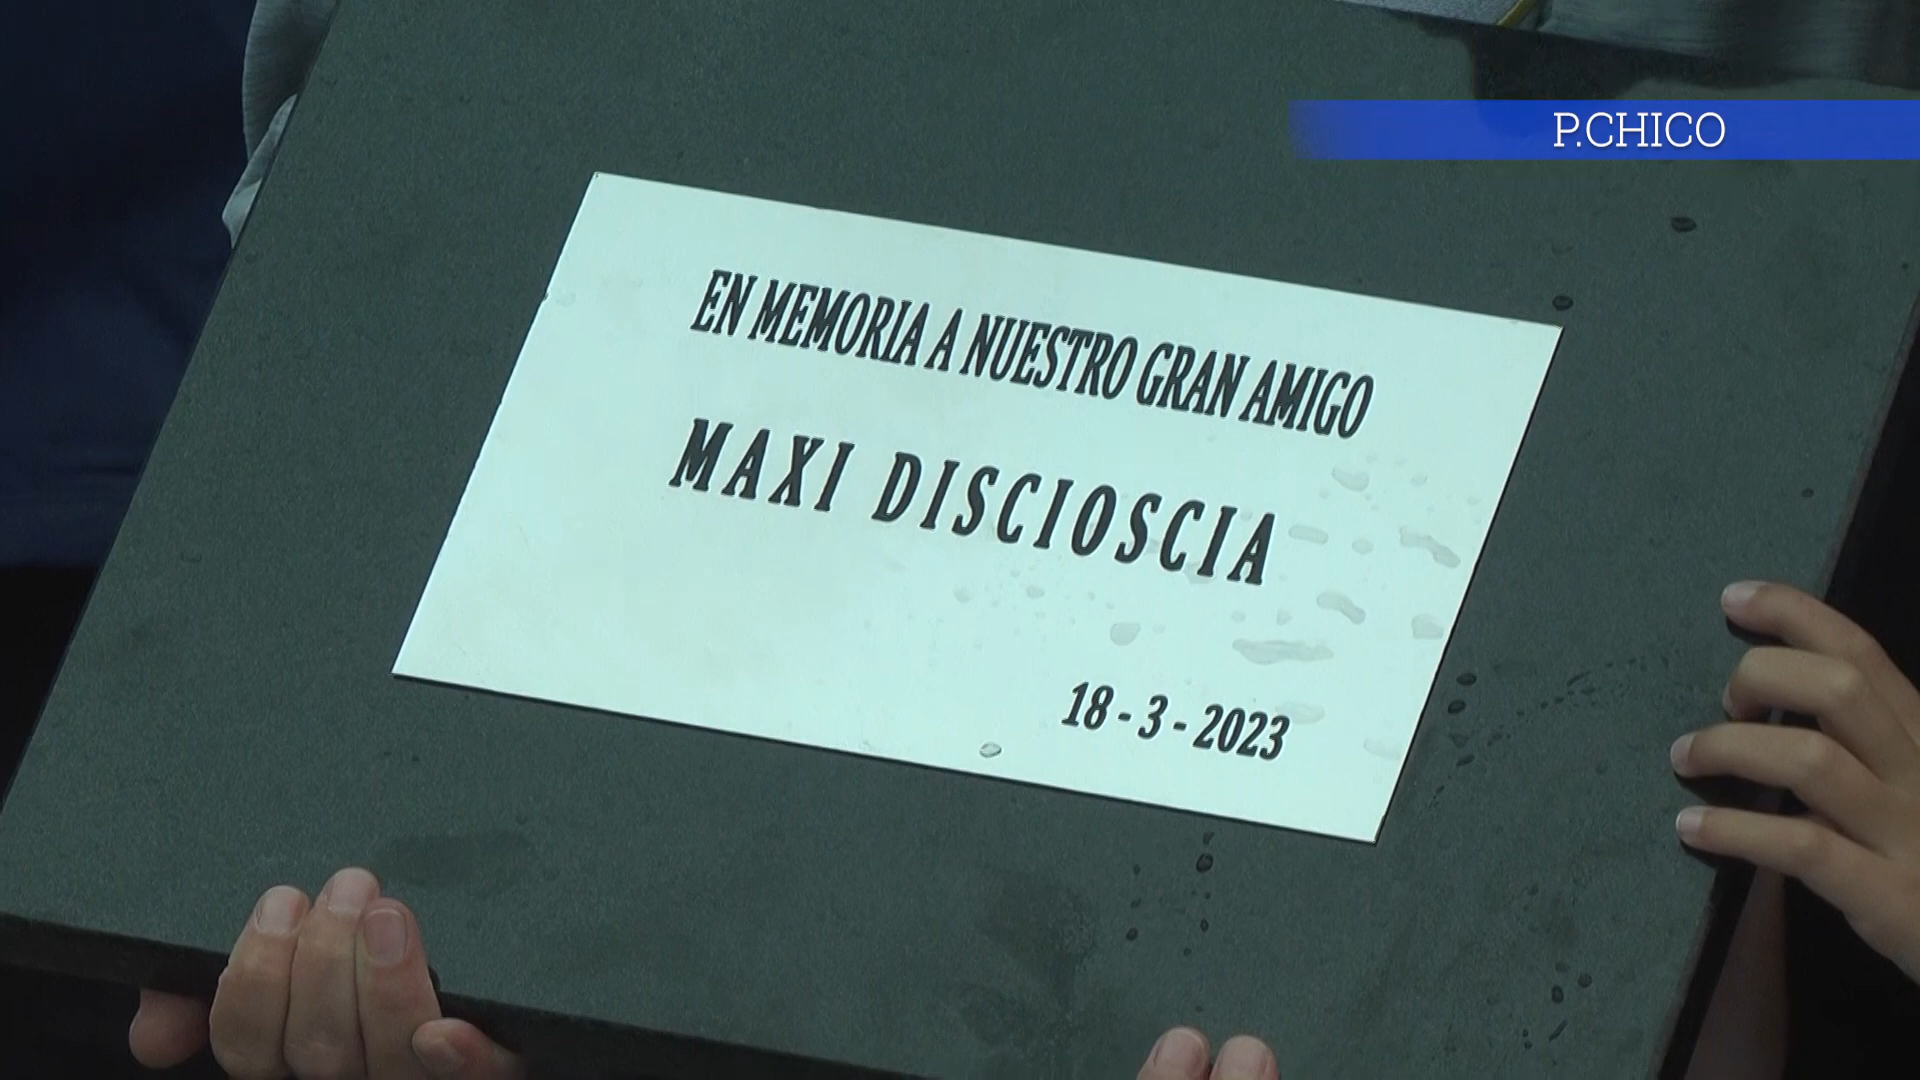 P.CHICO
EN MEMORIA A NUESTRO GRAN AMIGO
MAXI DISCIOSCIA
18 - 3 - 2023